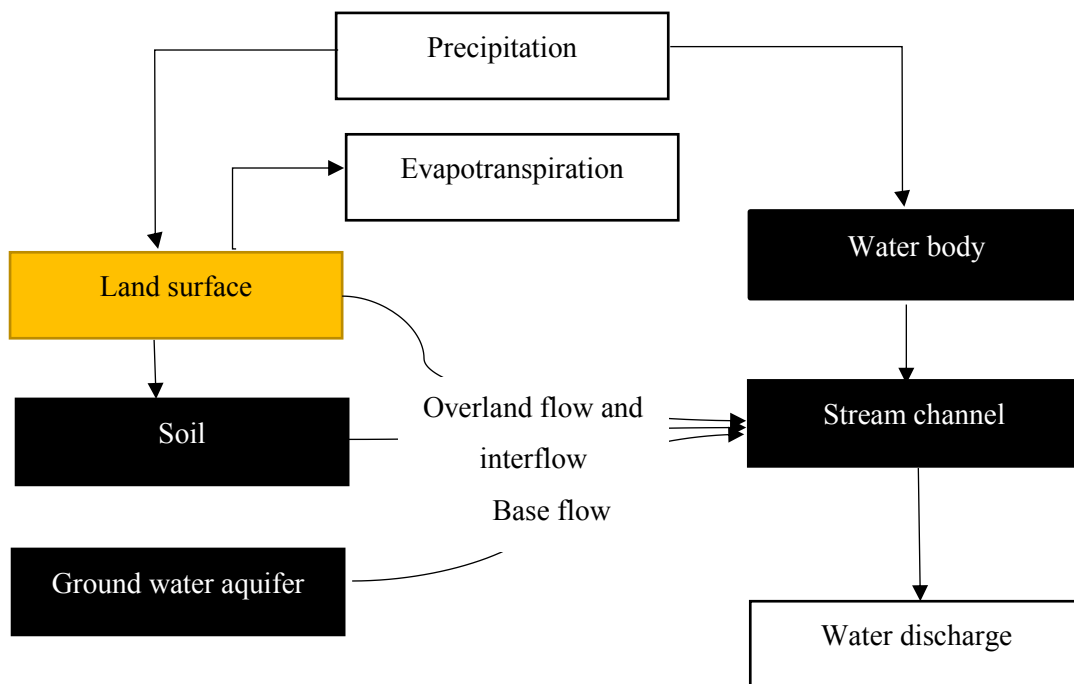 Precipitation
Evapotranspiration
Water body
Land surface
Overland flow and
interflow
Stream channel
Soil
Base flow
Ground water aquifer
Water discharge